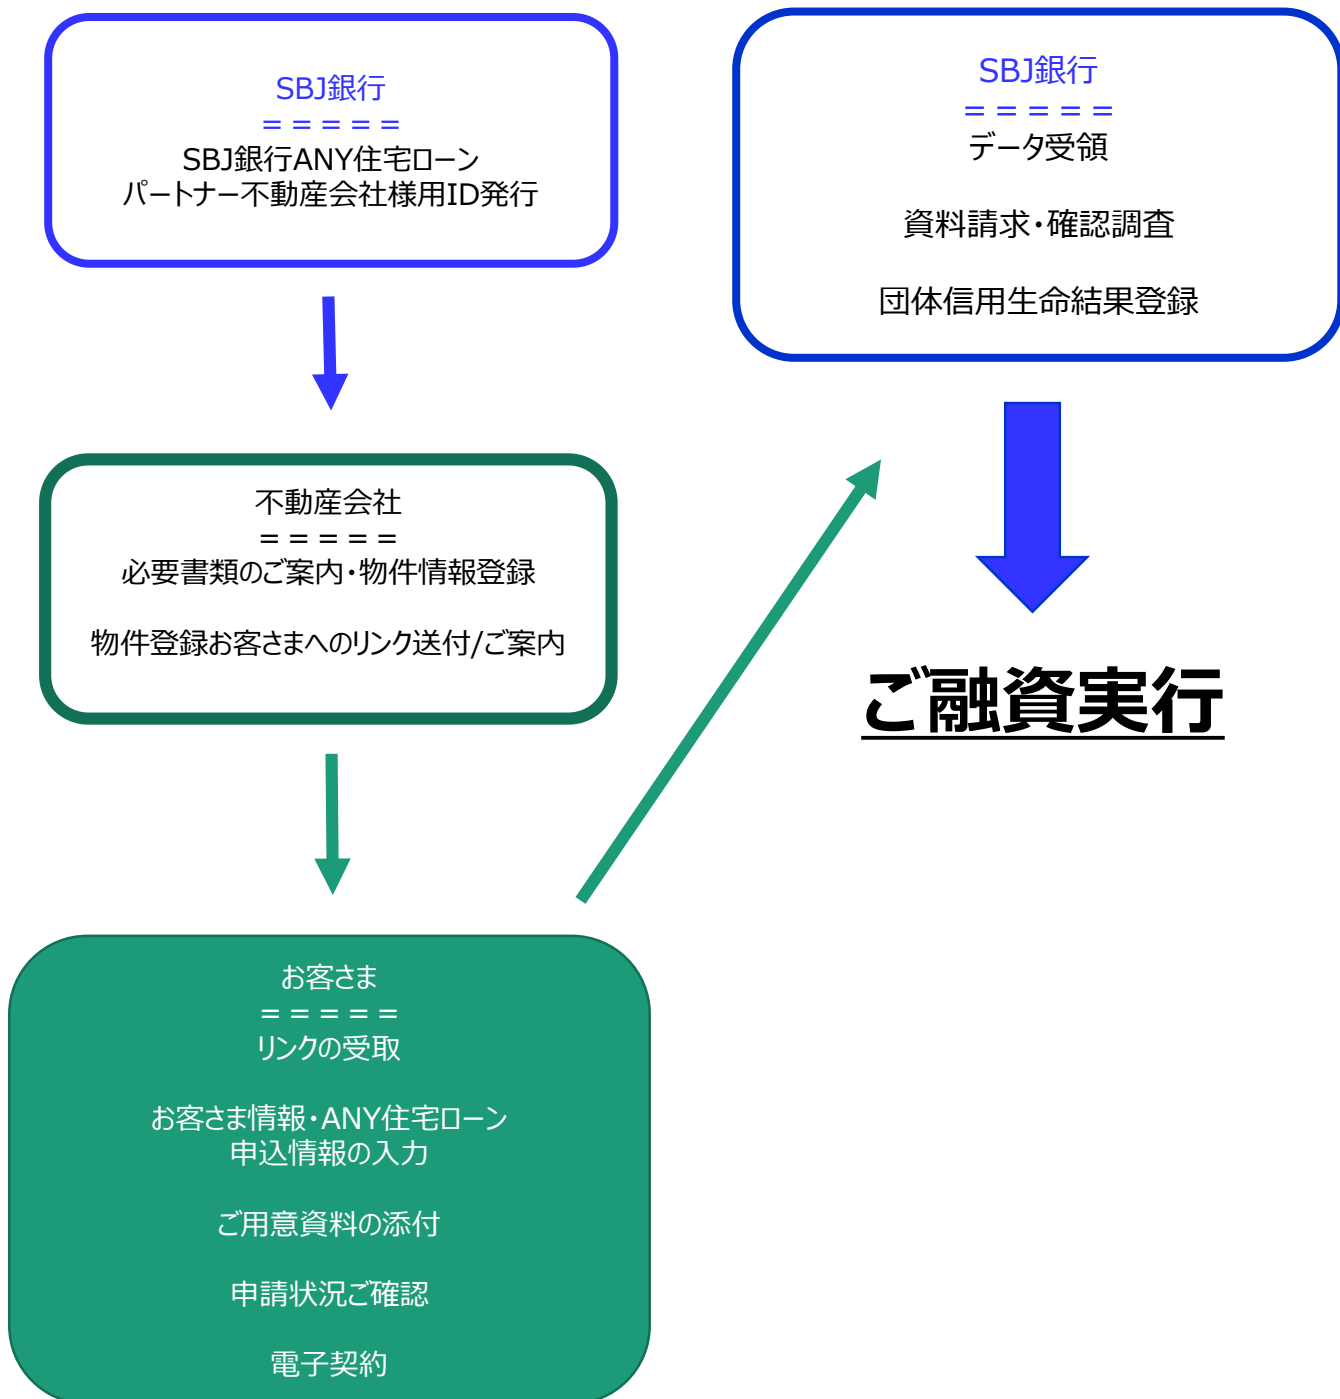 SBJ銀行
=====
SBJ銀行ANY住宅ローン
パートナー不動産会社様用ID発行
不動産会社
=====
必要書類のご案内・物件情報登録
物件登録お客さまへのリンク送付/ご案内
お客さま
=====
リンクの受取
お客さま情報・ANY住宅ローン
申込情報の入力
ご用意資料の添付
申請状況ご確認
電子契約
SBJ銀行
=====
データ受領
資料請求・確認調査
団体信用生命結果登録
ご融資実行